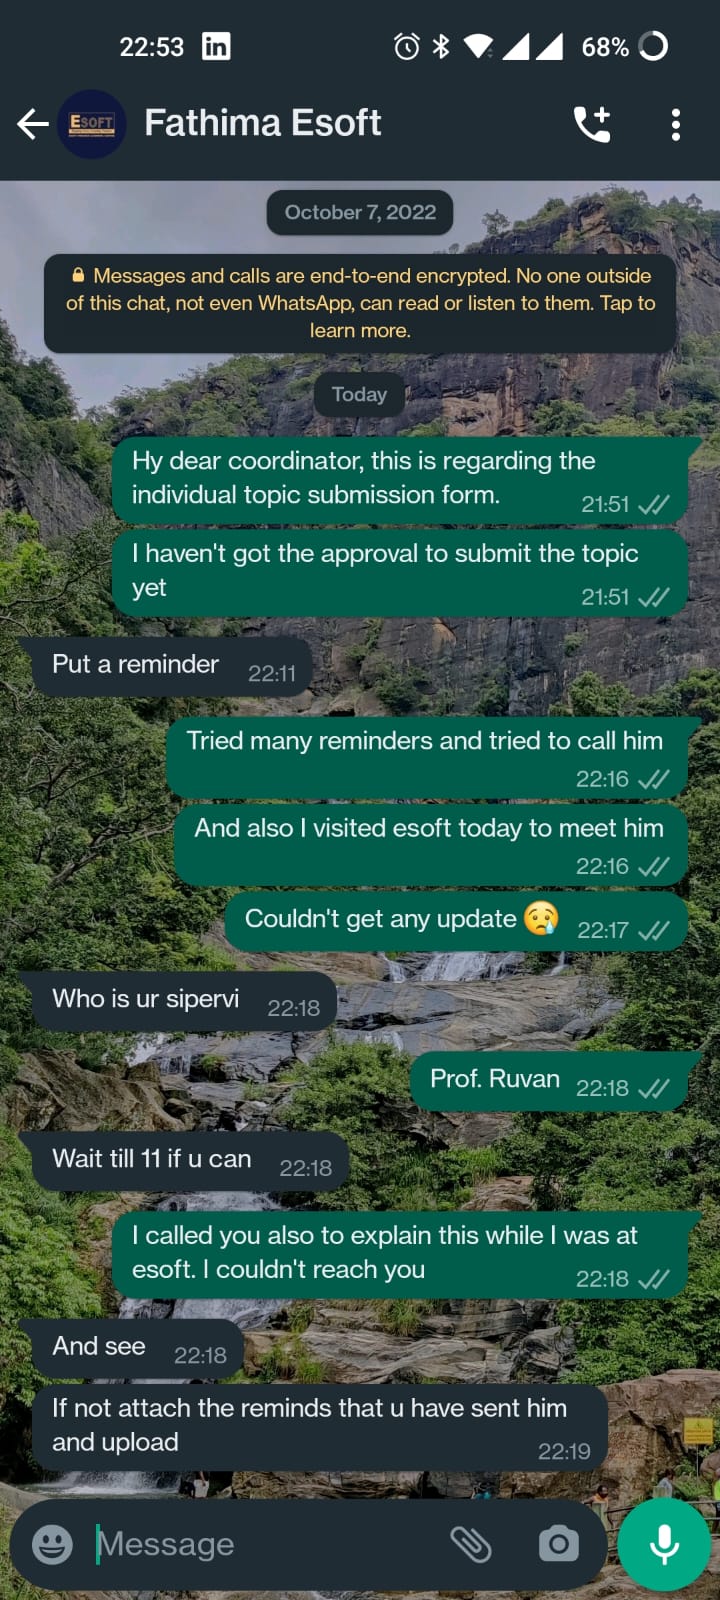 22:53 in 68%
ESOFT
Fathima Esoft
October 7, 2022
Messages and calls are end-to-end encrypted. No one outside
of this chat, not even WhatsApp, can read or listen to them. Tap to
learn more.
Today
Hy dear coordinator, this is regarding the
individual topic submission form. 21:51
I haven't got the approval to submit the topic
yet 21:51
Put a reminder 22:11
Tried many reminders and tried to call him
22:16
And also I visited esoft today to meet him
22:16
Couldn't get any update 😢 22:17
Who is ur sipervi 22:18
Prof. Ruvan 22:18
Wait till 11 if u can 22:18
I called you also to explain this while I was at
esoft. I couldn't reach you 22:18
And see 22:18
If not attach the reminds that u have sent him
and upload 22:19
Message